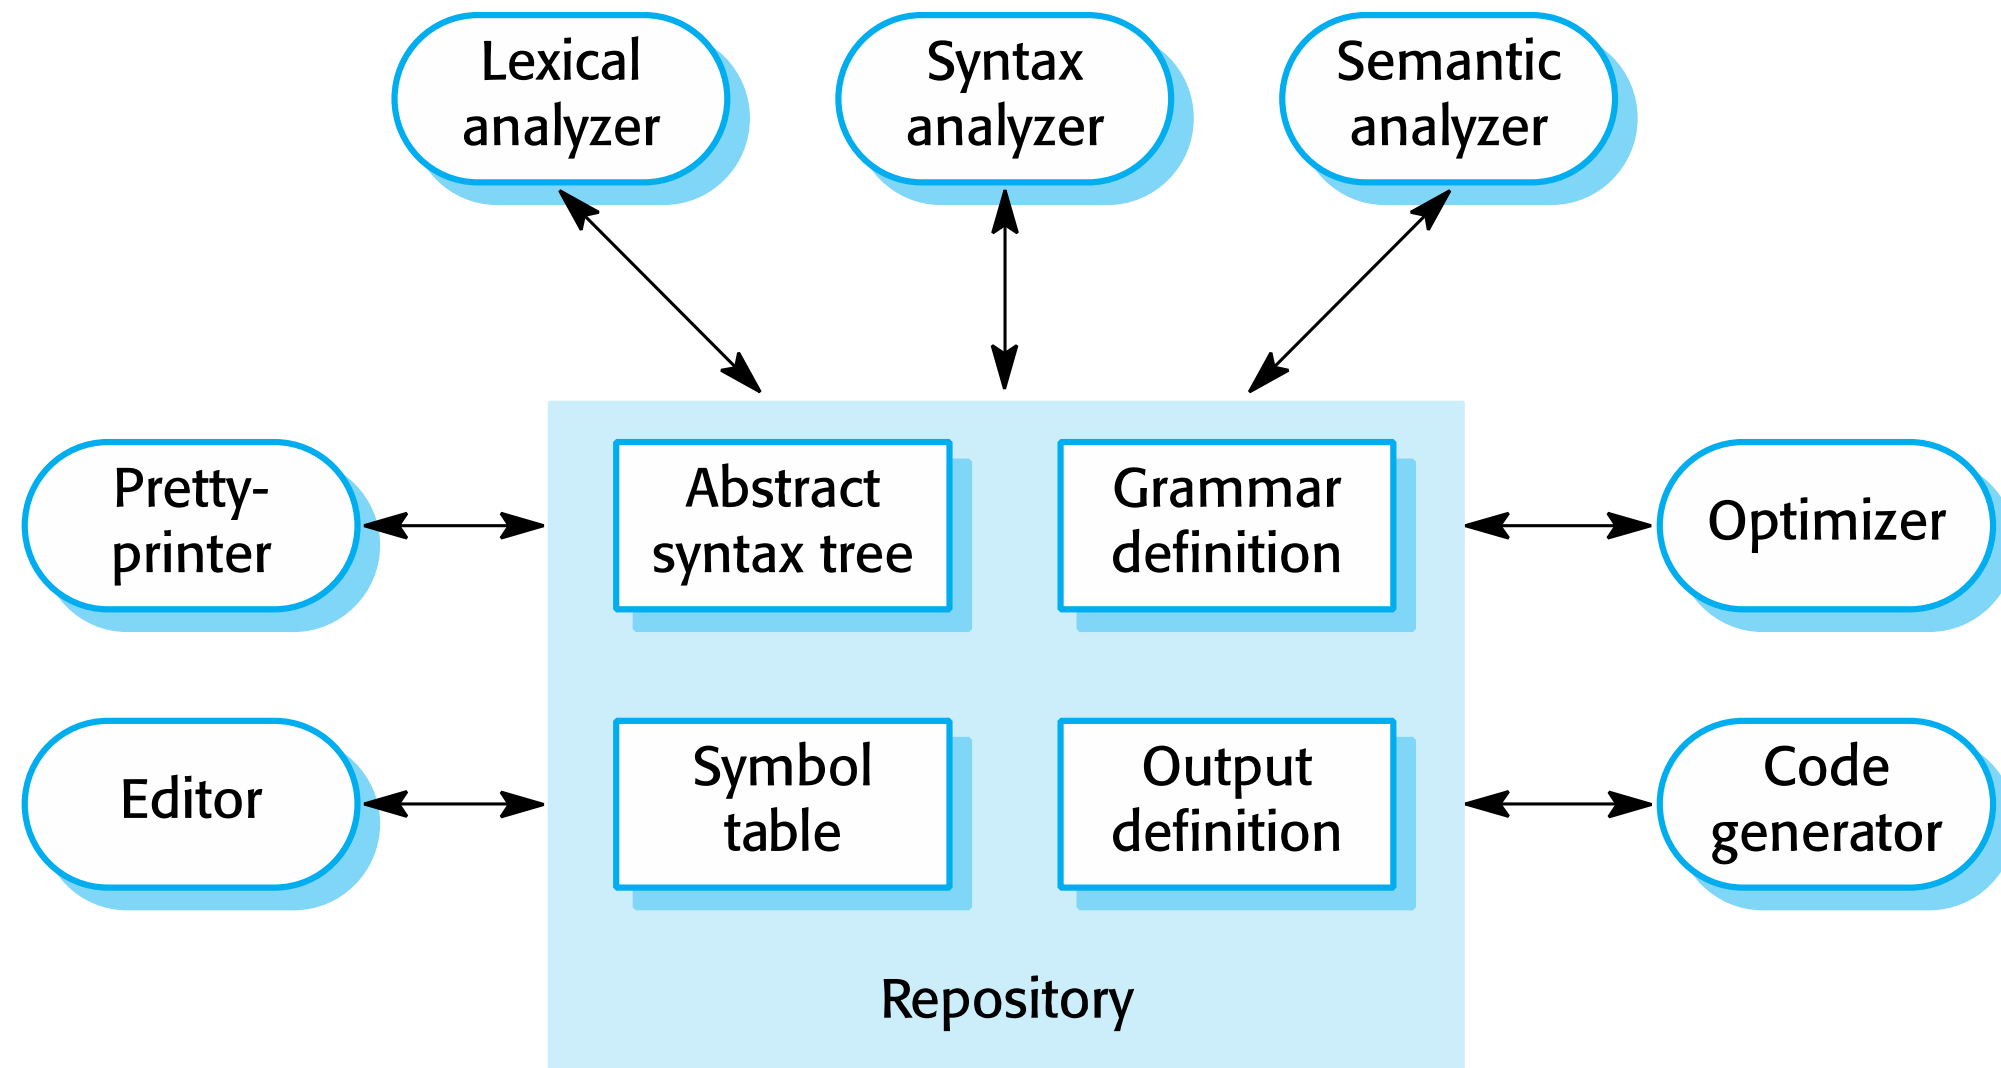 Lexical
analyzer
Syntax
analyzer
Semantic
analyzer
Pretty-
printer
Abstract
syntax tree
Grammar
definition
Optimizer
Editor
Symbol
table
Output
definition
Code
generator
Repository